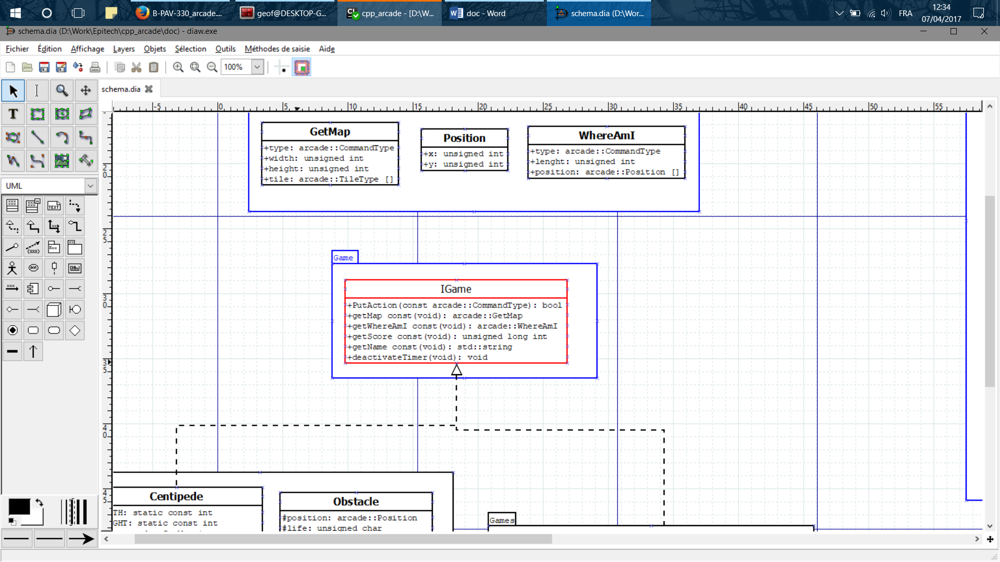 B-PAV-330_arcade....
geof@DESKTOP-G...
cpp_arcade - [D:\W...
doc - Word
schema.dia (D:\Wor...
FRA
12:34
07/04/2017
schema.dia (D:\Work\Epitech\cpp_arcade\doc) - diaw.exe
Fichier Édition Affichage Layers Objets Sélection Outils Méthodes de saisie Aide
100%
schema.dia
-5 0 5 10 15 20 25 30 35 40 45 50 55
T
UML
GetMap
+type: arcade::CommandType
+width: unsigned int
+height: unsigned int
+tile: arcade::TileType []
Position
+x: unsigned int
+y: unsigned int
WhereAmI
+type: arcade::CommandType
+lenght: unsigned int
+position: arcade::Position []
20
25
30
35
40
45
Game
IGame
+PutAction(const arcade::CommandType): bool
+getMap const(void): arcade::GetMap
+getWhereAmI const(void): arcade::WhereAmI
+getScore const(void): unsigned long int
+getName const(void): std::string
+deactivateTimer(void): void
Centipede
TH: static const int
GHT: static const int
Obstacle
#position: arcade::Position
#life: unsigned char
Games